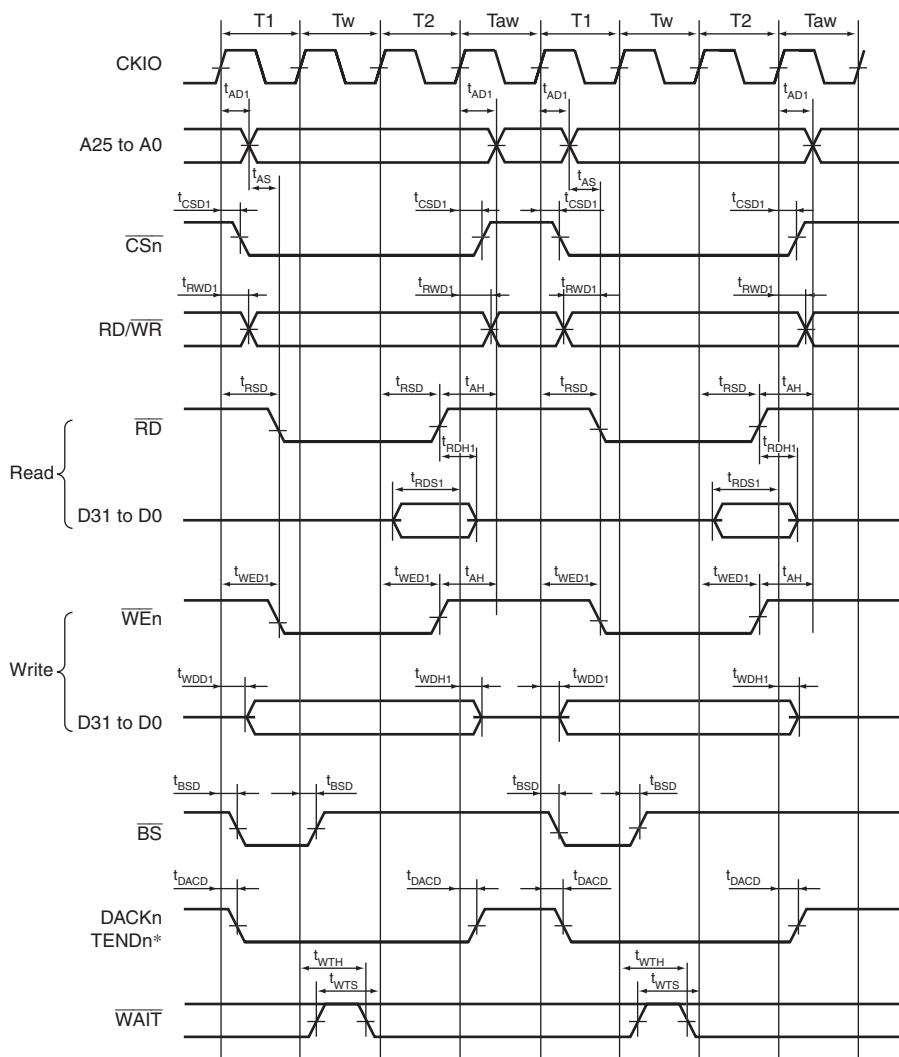 T1 Tw T2 Taw T1 Tw T2 Taw
CKIO
tAD1 tAD1 tAD1 tAD1
A25 to A0
tAS tAS
tCSD1 tCSD1 tCSD1 tCSD1
CSn
tRWD1 tRWD1 tRWD1 tRWD1
RD/WR
tRSD tRSD tAH tRSD tRSD tAH
RD
tRDH1 tRDH1
Read
tRDS1 tRDS1
D31 to D0
tWED1 tWED1 tAH tWED1 tWED1 tAH
WEn
Write
tWDD1 tWDH1 tWDD1 tWDH1
D31 to D0
tBSD tBSD tBSD tBSD
BS
tDACD tDACD tDACD tDACD
DACKn
TENDn*
tWTH tWTH
tWTS tWTS
WAIT